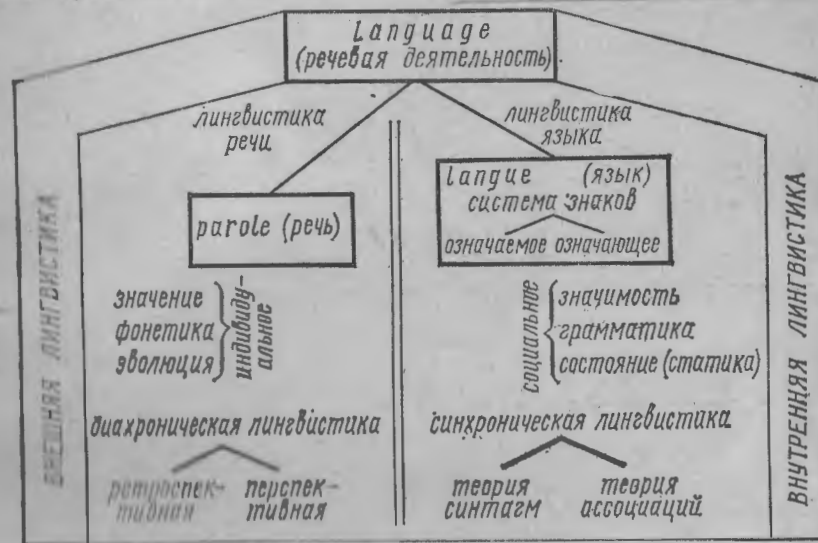 language
(речевая деятельность)
лингвистика
речи
лингвистика
языка
parole (речь)
langue (язык)
система знаков
означаемое означающее
значение
фонетика
эволюция
индивиду-
альное
социальное
значимость
грамматика
состояние (статика)
диахроническая лингвистика
ретроспек-
тивная
перспек-
тивная
синхроническая лингвистика
теория
синтагм
теория
ассоциаций
ВНЕШНЯЯ ЛИНГВИСТИКА
ВНУТРЕННЯЯ ЛИНГВИСТИКА